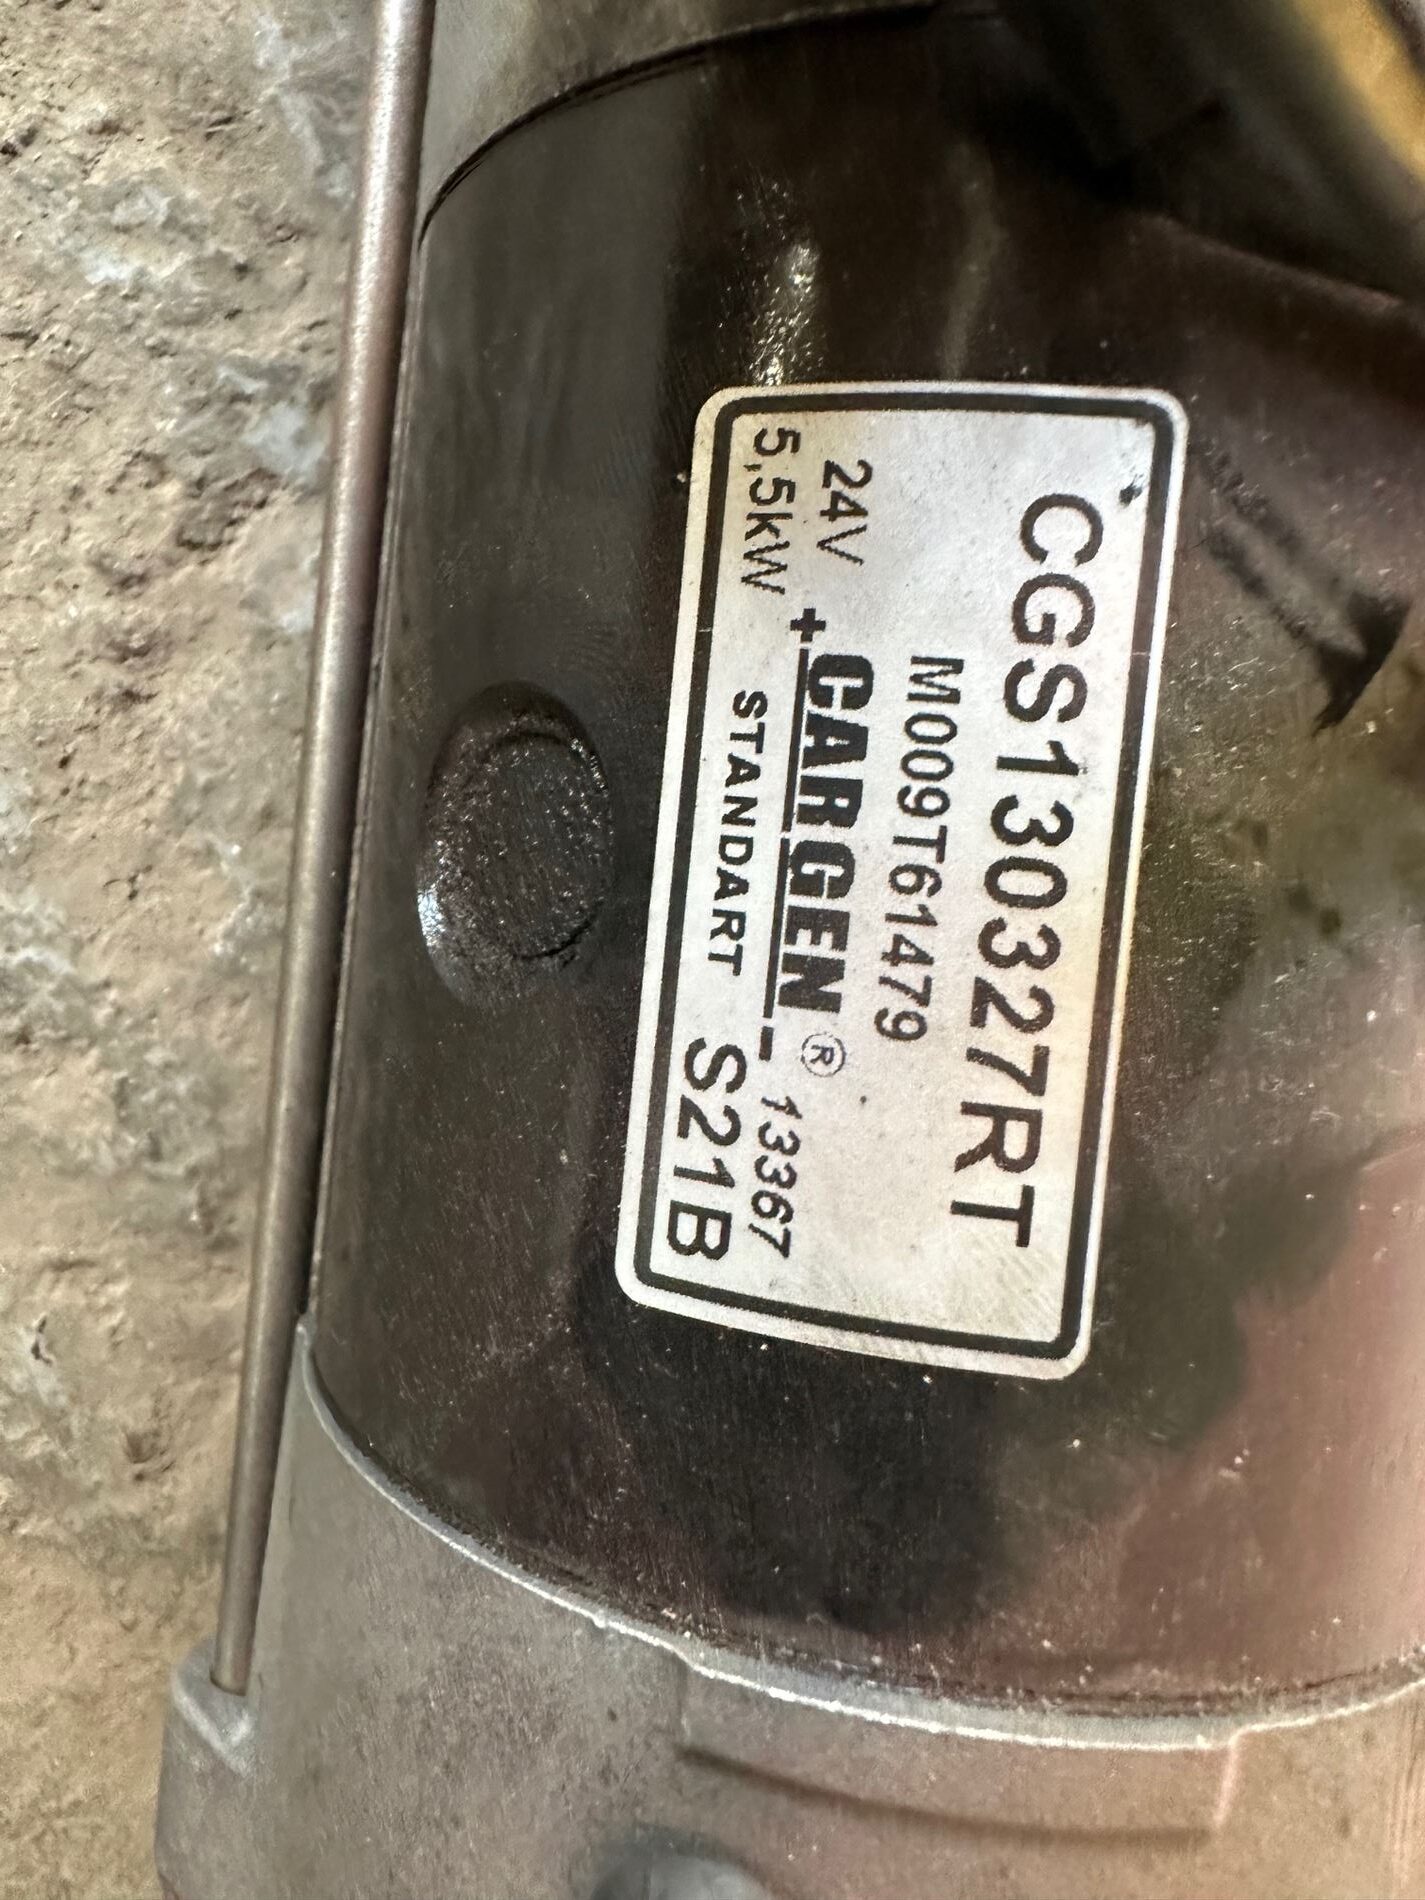 CGS130327RT
M009T61479
24V
+CARGEN®-
5,5kW
STANDART
13367
S21B